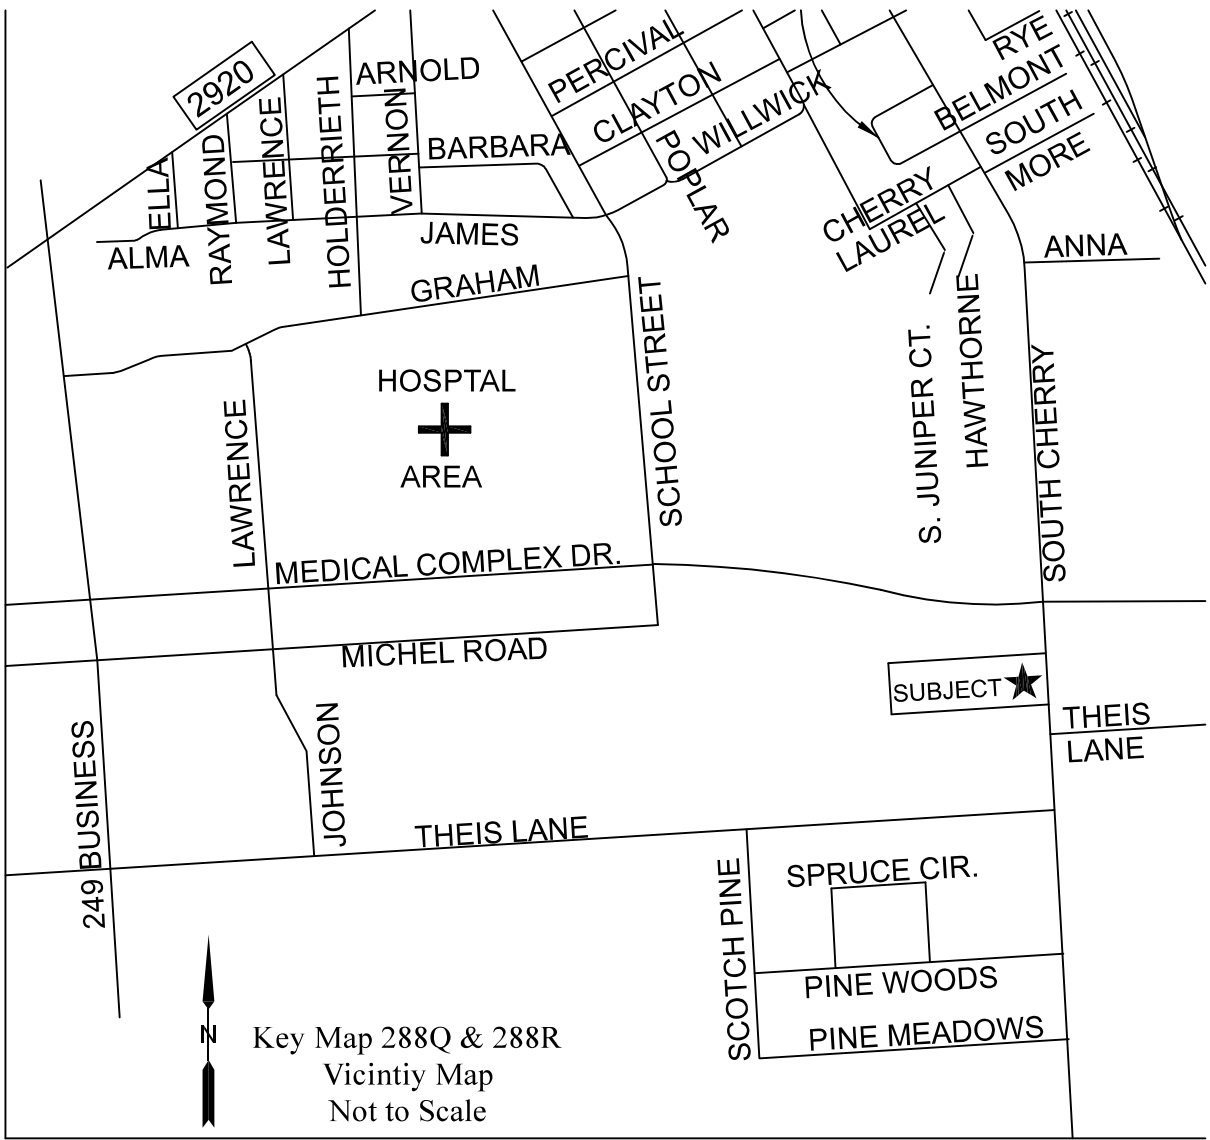 2920
ARNOLD
PERCIVAL
CLAYTON
WILLWICK
RYE
BELMONT
SOUTH
MORE
ELLA
RAYMOND
LAWRENCE
HOLDERRIETH
VERNON
BARBARA
POPLAR
CHERRY
LAUREL
ALMA
JAMES
ANNA
GRAHAM
HOSPTAL
AREA
LAWRENCE
SCHOOL STREET
S. JUNIPER CT.
HAWTHORNE
SOUTH CHERRY
MEDICAL COMPLEX DR.
MICHEL ROAD
SUBJECT
THEIS
LANE
249 BUSINESS
JOHNSON
THEIS LANE
SCOTCH PINE
SPRUCE CIR.
PINE WOODS
PINE MEADOWS
N
Key Map 288Q & 288R
Vicintiy Map
Not to Scale